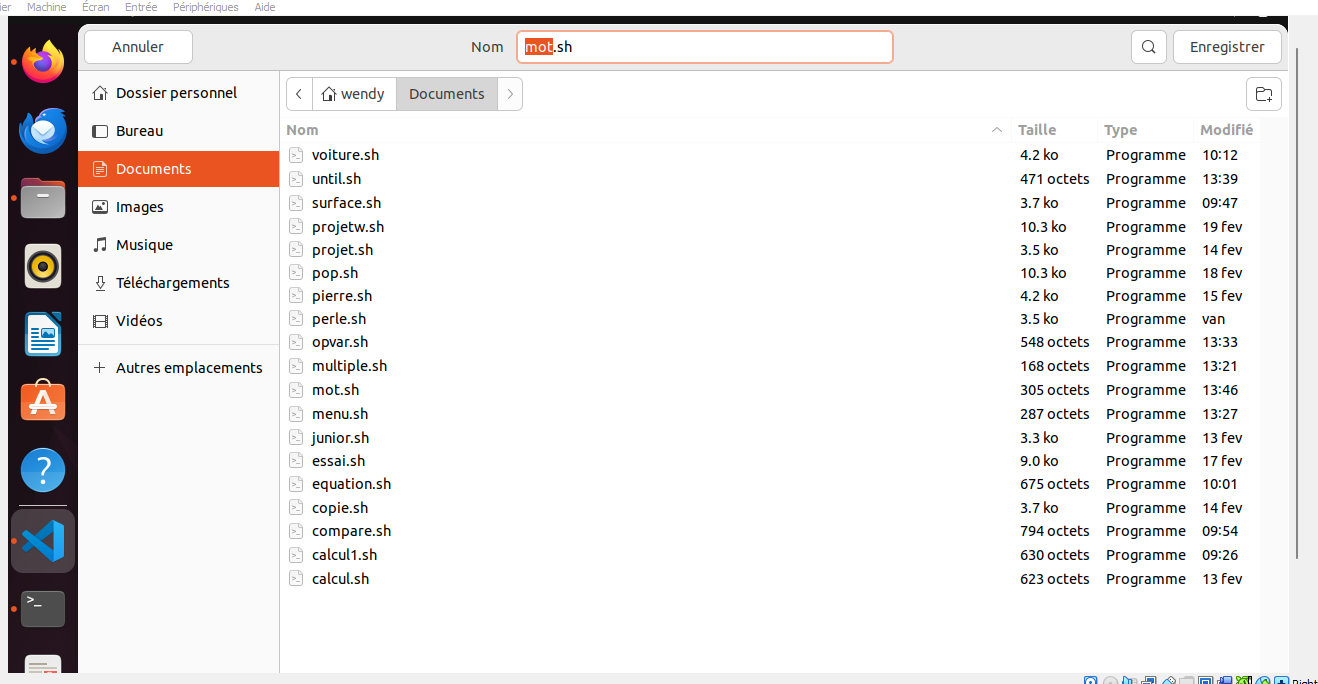 ier Machine Écran Entrée Périphériques Aide
Annuler Nom mot.sh Enregistrer
Dossier personnel
Bureau
Documents
Images
Musique
Téléchargements
Vidéos
Autres emplacements
wendy Documents
Nom Taille Type Modifié
voiture.sh 4.2 ko Programme 10:12
until.sh 471 octets Programme 13:39
surface.sh 3.7 ko Programme 09:47
projetw.sh 10.3 ko Programme 19 fev
projet.sh 3.5 ko Programme 14 fev
pop.sh 10.3 ko Programme 18 fev
pierre.sh 4.2 ko Programme 15 fev
perle.sh 3.5 ko Programme van
opvar.sh 548 octets Programme 13:33
multiple.sh 168 octets Programme 13:21
mot.sh 305 octets Programme 13:46
menu.sh 287 octets Programme 13:27
junior.sh 3.3 ko Programme 13 fev
essai.sh 9.0 ko Programme 17 fev
equation.sh 675 octets Programme 10:01
copie.sh 3.7 ko Programme 14 fev
compare.sh 794 octets Programme 09:54
calcul1.sh 630 octets Programme 09:26
calcul.sh 623 octets Programme 13 fev
Right